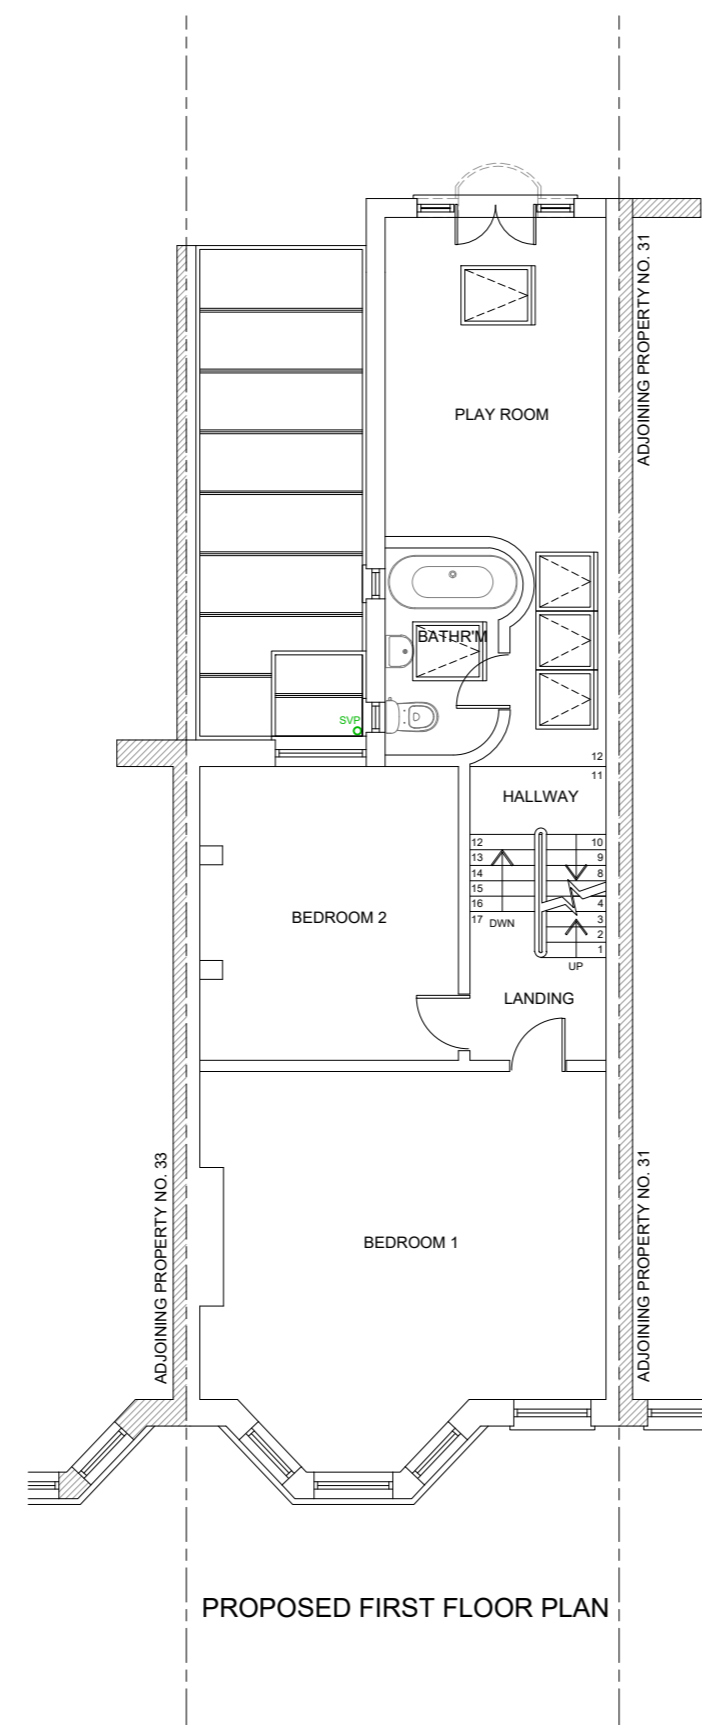 ADJOINING PROPERTY NO. 31
PLAY ROOM
BATHR'M
SVP
12
11
HALLWAY
12
10
13
9
14
8
15
16
4
17
DWN
3
2
1
UP
BEDROOM 2
LANDING
ADJOINING PROPERTY NO. 33
ADJOINING PROPERTY NO. 31
BEDROOM 1
PROPOSED FIRST FLOOR PLAN